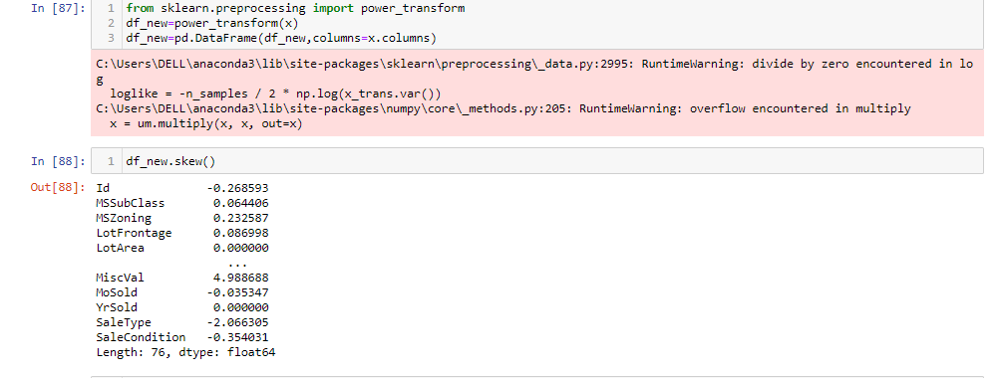 In [87]:
1 from sklearn.preprocessing import power_transform
2 df_new=power_transform(x)
3 df_new=pd.DataFrame(df_new,columns=x.columns)
C:\Users\DELL\anaconda3\lib\site-packages\sklearn\preprocessing\_data.py:2995: RuntimeWarning: divide by zero encountered in lo
g
loglike = -n_samples / 2 * np.log(x_trans.var())
C:\Users\DELL\anaconda3\lib\site-packages\numpy\core\_methods.py:205: RuntimeWarning: overflow encountered in multiply
x = um.multiply(x, x, out=x)
In [88]:
1 df_new.skew()
Out[88]:
Id -0.268593
MSSubClass 0.064406
MSZoning 0.232587
LotFrontage 0.086998
LotArea 0.000000
...
MiscVal 4.988688
MoSold -0.035347
YrSold 0.000000
SaleType -2.066305
SaleCondition -0.354031
Length: 76, dtype: float64